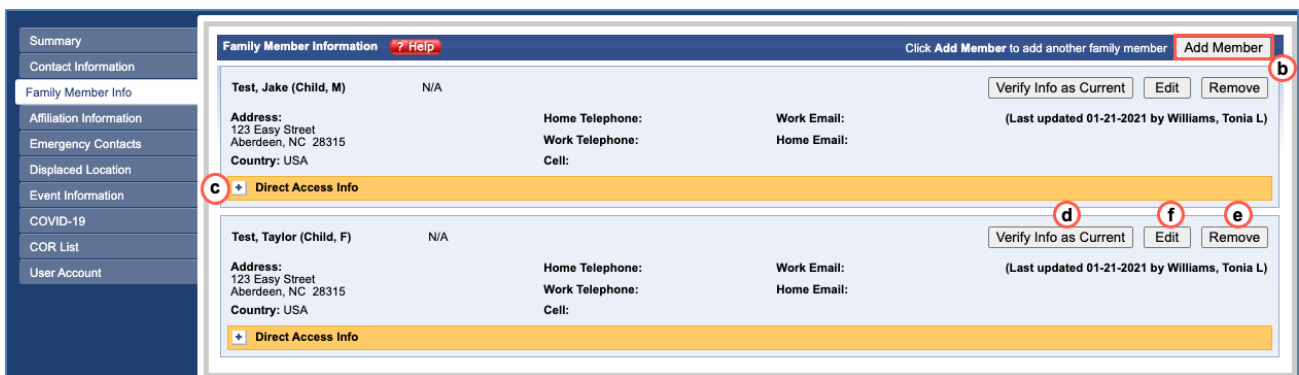 Summary
Contact Information
Family Member Info
Affiliation Information
Emergency Contacts
Displaced Location
Event Information
COVID-19
COR List
User Account
Family Member Information ? Help Click Add Member to add another family member Add Member
b
Test, Jake (Child, M) N/A Verify Info as Current Edit Remove
Address: Home Telephone: Work Email: (Last updated 01-21-2021 by Williams, Tonia L)
123 Easy Street
Aberdeen, NC 28315 Work Telephone: Home Email:
Country: USA Cell:
c + Direct Access Info
d f e
Test, Taylor (Child, F) N/A Verify Info as Current Edit Remove
Address: Home Telephone: Work Email: (Last updated 01-21-2021 by Williams, Tonia L)
123 Easy Street
Aberdeen, NC 28315 Work Telephone: Home Email:
Country: USA Cell:
+ Direct Access Info